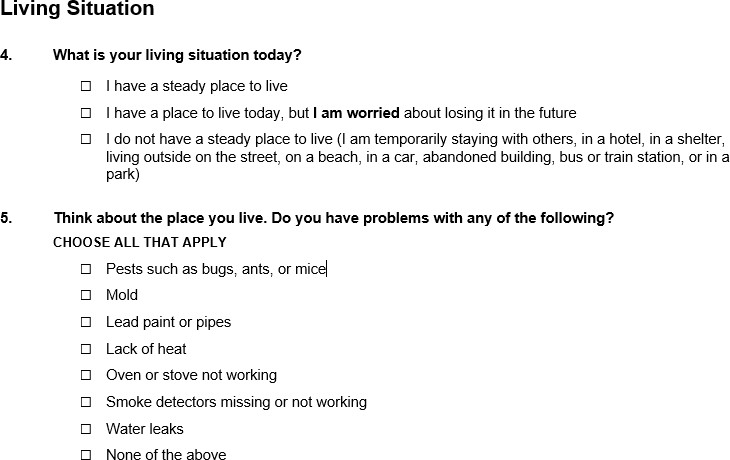 Living Situation
4. What is your living situation today?
☐ I have a steady place to live
☐ I have a place to live today, but I am worried about losing it in the future
☐ I do not have a steady place to live (I am temporarily staying with others, in a hotel, in a shelter,
living outside on the street, on a beach, in a car, abandoned building, bus or train station, or in a
park)
5. Think about the place you live. Do you have problems with any of the following?
CHOOSE ALL THAT APPLY
☐ Pests such as bugs, ants, or mice
☐ Mold
☐ Lead paint or pipes
☐ Lack of heat
☐ Oven or stove not working
☐ Smoke detectors missing or not working
☐ Water leaks
☐ None of the above